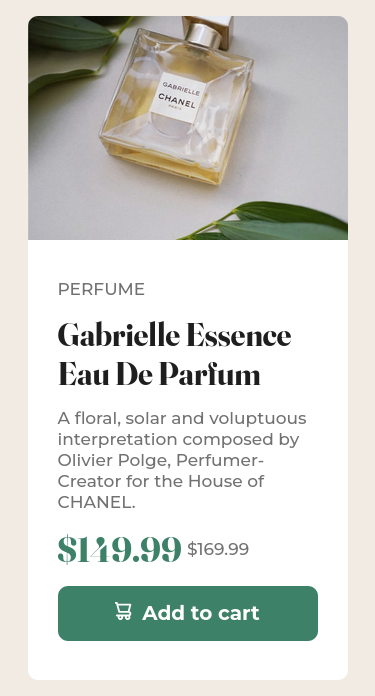 GABRIELLE
CHANEL
PARIS
PERFUME
Gabrielle Essence
Eau De Parfum
A floral, solar and voluptuous
interpretation composed by
Olivier Polge, Perfumer-
Creator for the House of
CHANEL.
$149.99 $169.99
Add to cart